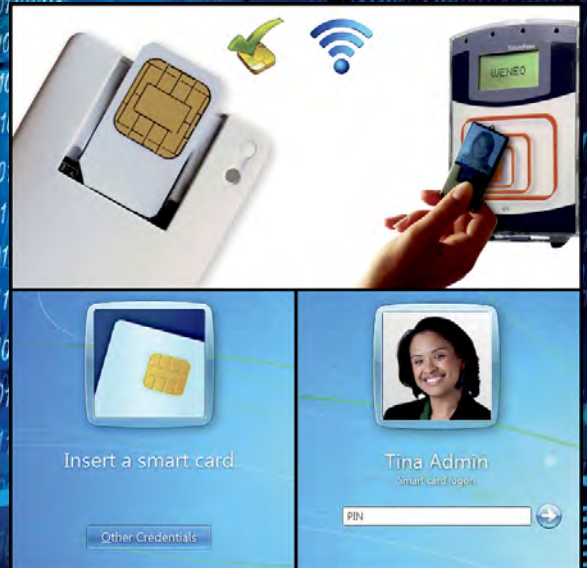 WENEO
Insert a smart card
Other Credentials
Tina Admin
Smart card logon
PIN